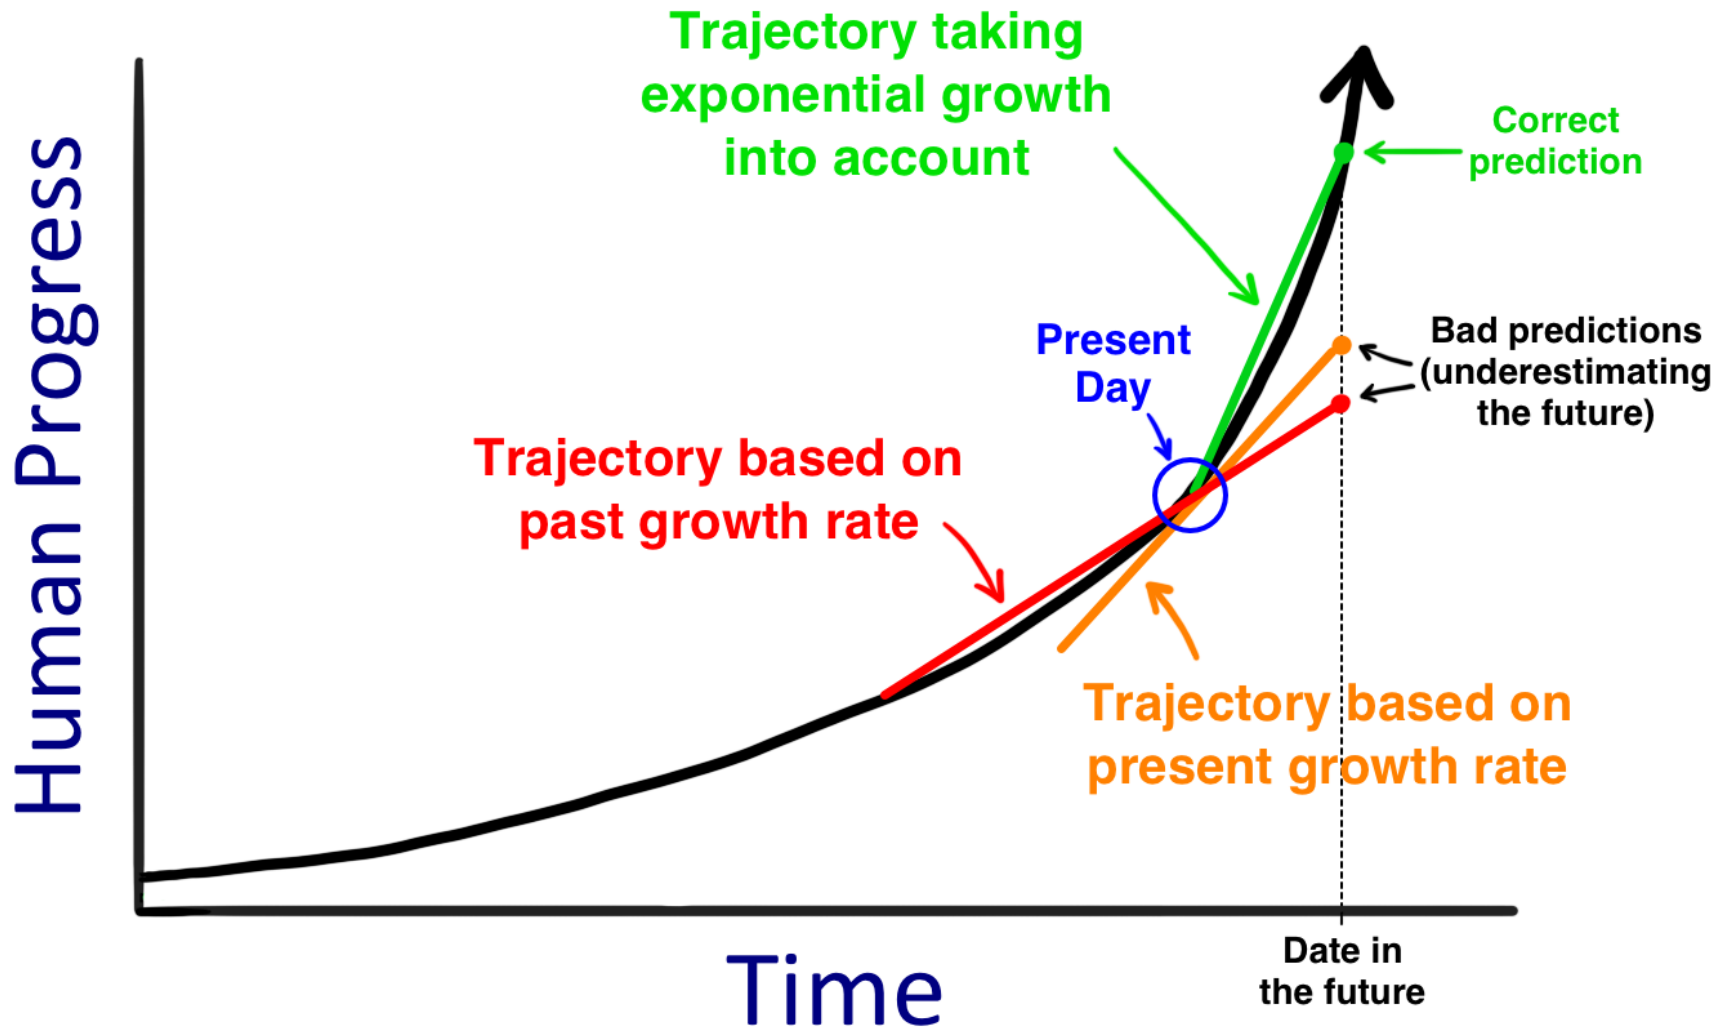 Trajectory taking
exponential growth
into account
Correct
prediction
Bad predictions
(underestimating
the future)
Present
Day
Trajectory based on
past growth rate
Trajectory based on
present growth rate
Human Progress
Time
Date in
the future